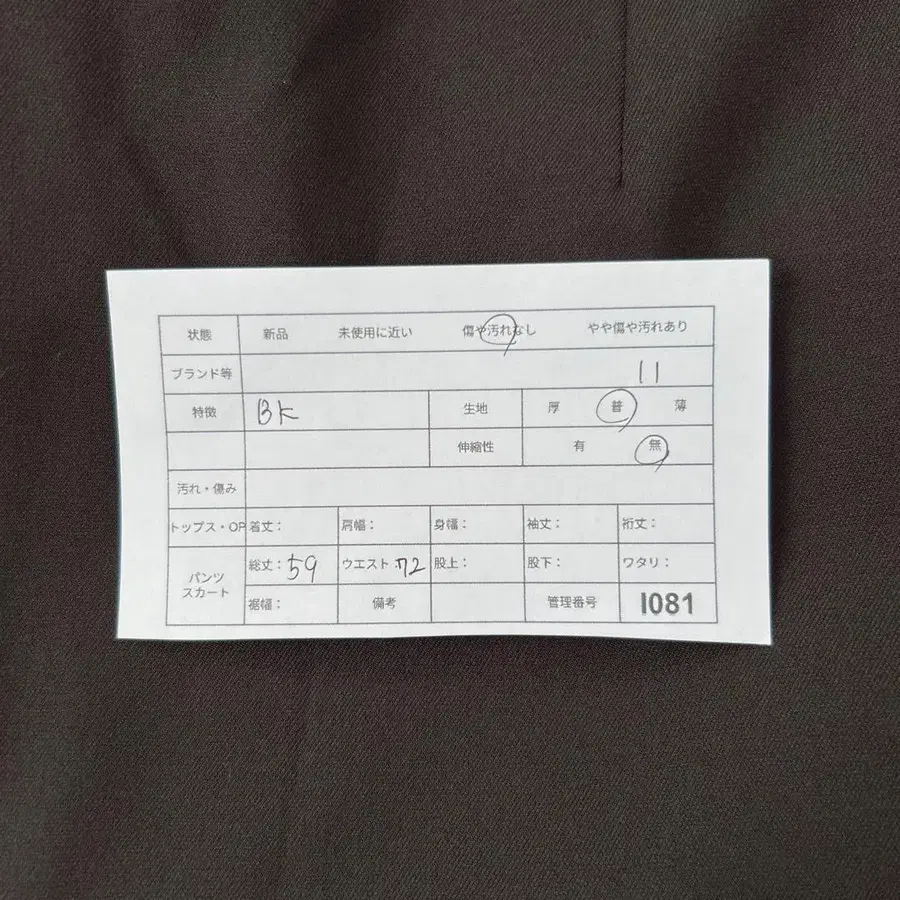 状態 新品 未使用に近い 傷や汚れなし やや傷や汚れあり
ブランド等 11
特徴 BK 生地 厚 普 薄
伸縮性 有 無
汚れ・傷み
トップス・OP 着丈： 肩幅： 身幅： 袖丈： 裄丈：
パンツ スカート 総丈：59 ウエスト：72 股上： 股下： ワタリ：
裾幅： 備考 管理番号 I081